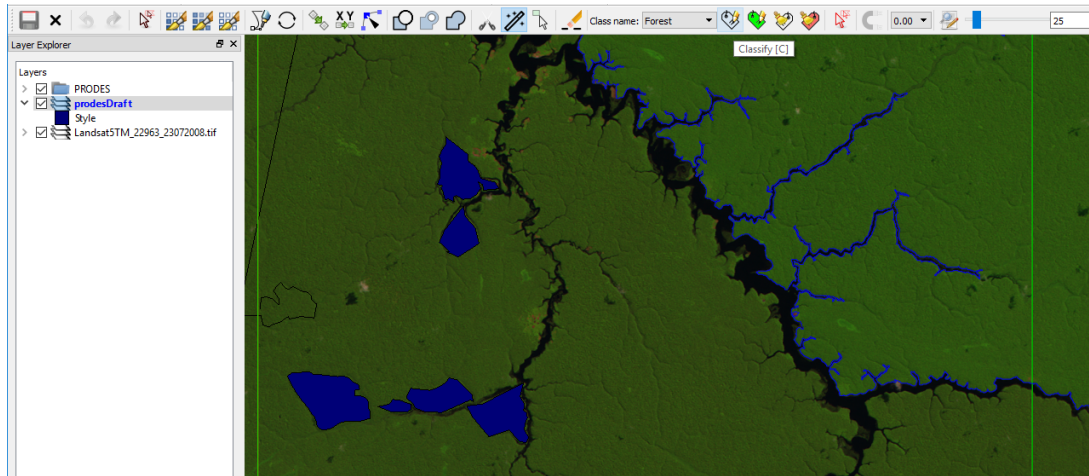 X Y
Class name: Forest
0.00
25
Layer Explorer
Classify [C]
Layers
PRODES
prodesDraft
Style
Landsat5TM_22963_23072008.tif